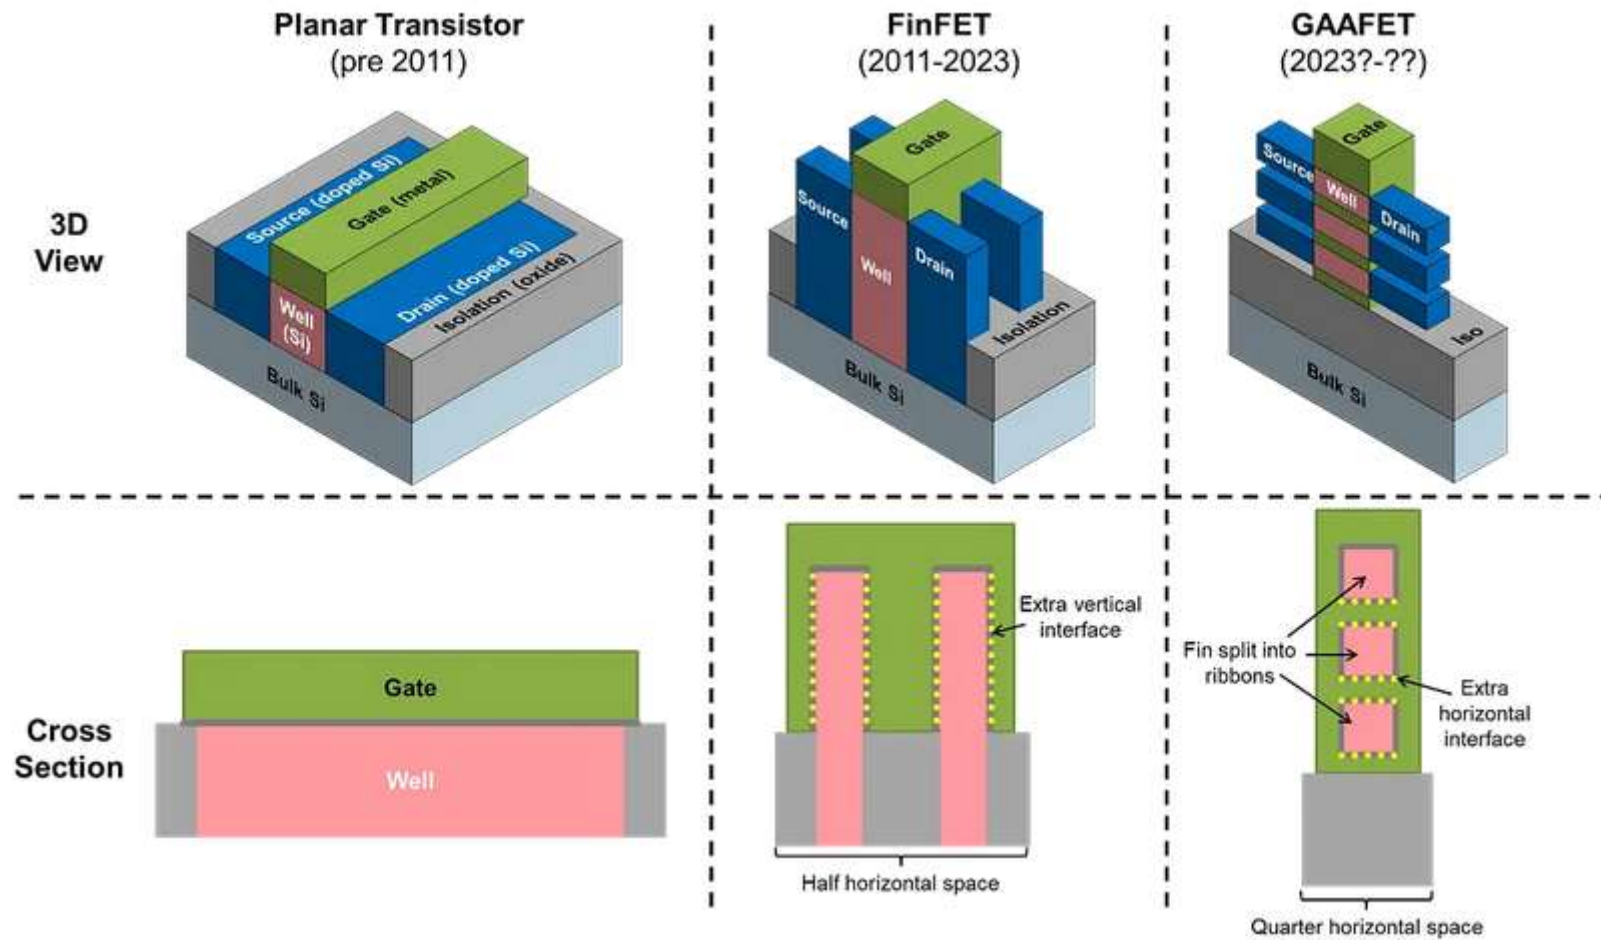 Planar Transistor
(pre 2011)
FinFET
(2011-2023)
GAAFET
(2023?-??)
3D
View
Source (doped Si)
Gate (metal)
Drain (doped Si)
Isolation (oxide)
Well
(Si)
Bulk Si
Gate
Source
Well
Drain
Isolation
Bulk Si
Gate
Source
Well
Drain
Iso
Bulk Si
Cross
Section
Gate
Well
Extra vertical
interface
Half horizontal space
Fin split into
ribbons
Extra
horizontal
interface
Quarter horizontal space